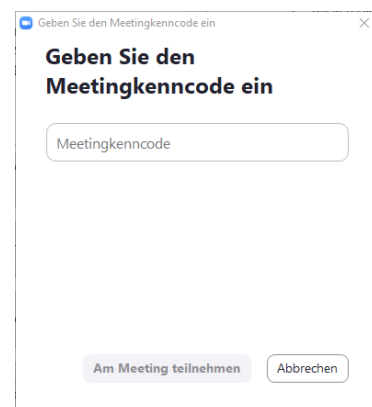 Geben Sie den Meetingkenncode ein
Geben Sie den
Meetingkenncode ein
Meetingkenncode
Am Meeting teilnehmen
Abbrechen